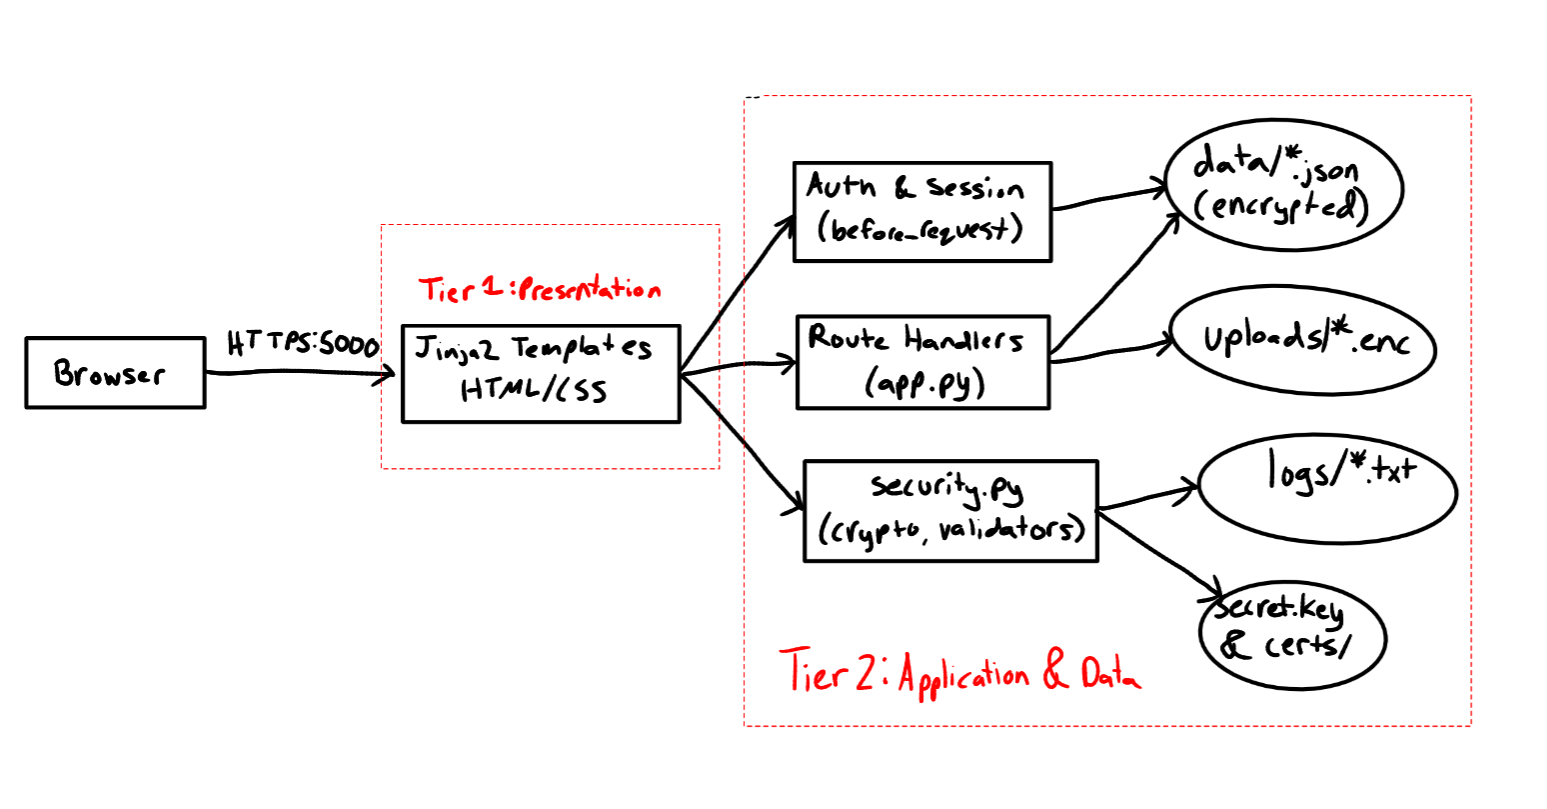 Browser
HTTPS:5000
Tier 1: Presentation
Jinja2 Templates
HTML/CSS
Auth & Session
(before_request)
Route Handlers
(app.py)
security.py
(crypto, validators)
data/*.json
(encrypted)
uploads/*.enc
logs/*.txt
secret.key
& certs/
Tier 2: Application & Data